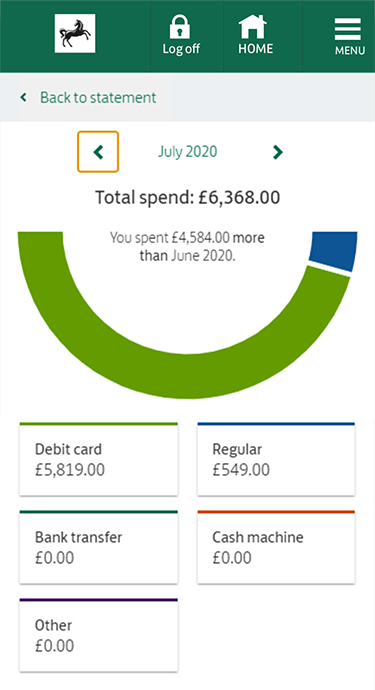 Log off
HOME
MENU
Back to statement
July 2020
Total spend: £6,368.00
You spent £4,584.00 more
than June 2020.
Debit card
£5,819.00
Regular
£549.00
Bank transfer
£0.00
Cash machine
£0.00
Other
£0.00